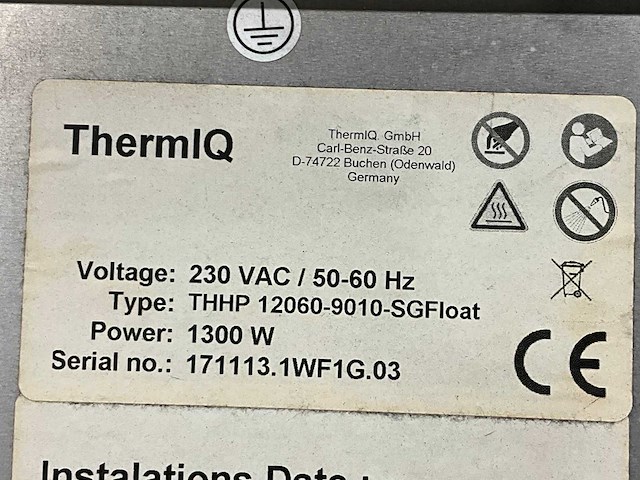 ThermIQ
ThermIQ. GmbH
Carl-Benz-Straße 20
D-74722 Buchen (Odenwald)
Germany
Voltage: 230 VAC / 50-60 Hz
Type: THHP 12060-9010-SGFloat
Power: 1300 W
Serial no.: 171113.1WF1G.03
CE
Instalations Data :